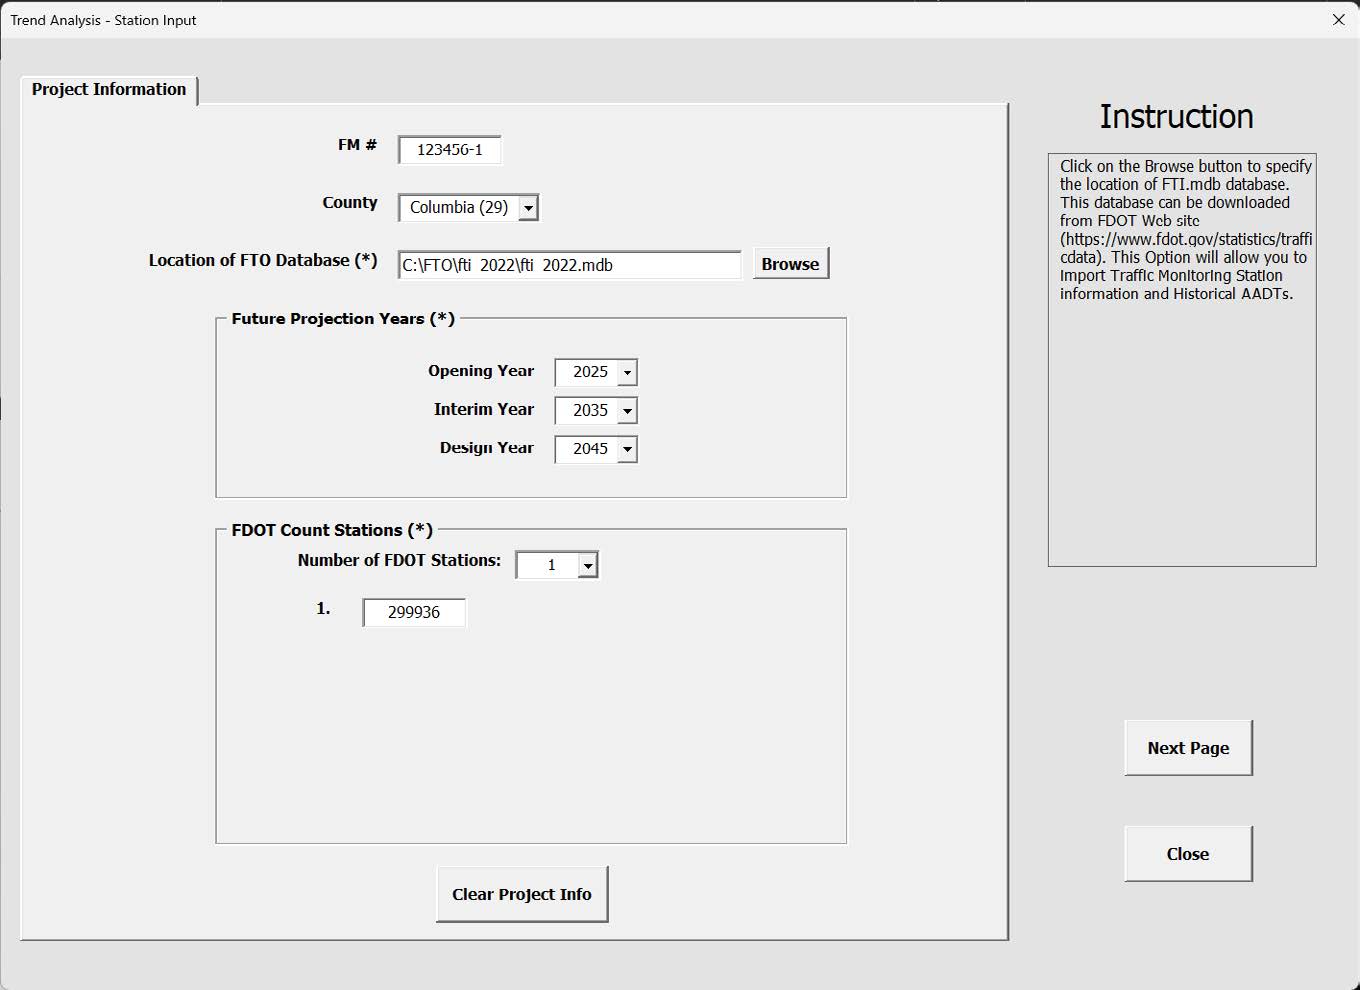 Trend Analysis - Station Input
Project Information
FM # 123456-1
County Columbia (29)
Location of FTO Database (*) C:\FTO\fti 2022\fti 2022.mdb Browse
Future Projection Years (*)
Opening Year 2025
Interim Year 2035
Design Year 2045
FDOT Count Stations (*)
Number of FDOT Stations: 1
1. 299936
Clear Project Info
Instruction
Click on the Browse button to specify
the location of FTI.mdb database.
This database can be downloaded
from FDOT Web site
(https://www.fdot.gov/statistics/traffi
cdata). This Option will allow you to
Import Traffic Monitoring Station
information and Historical AADTs.
Next Page
Close